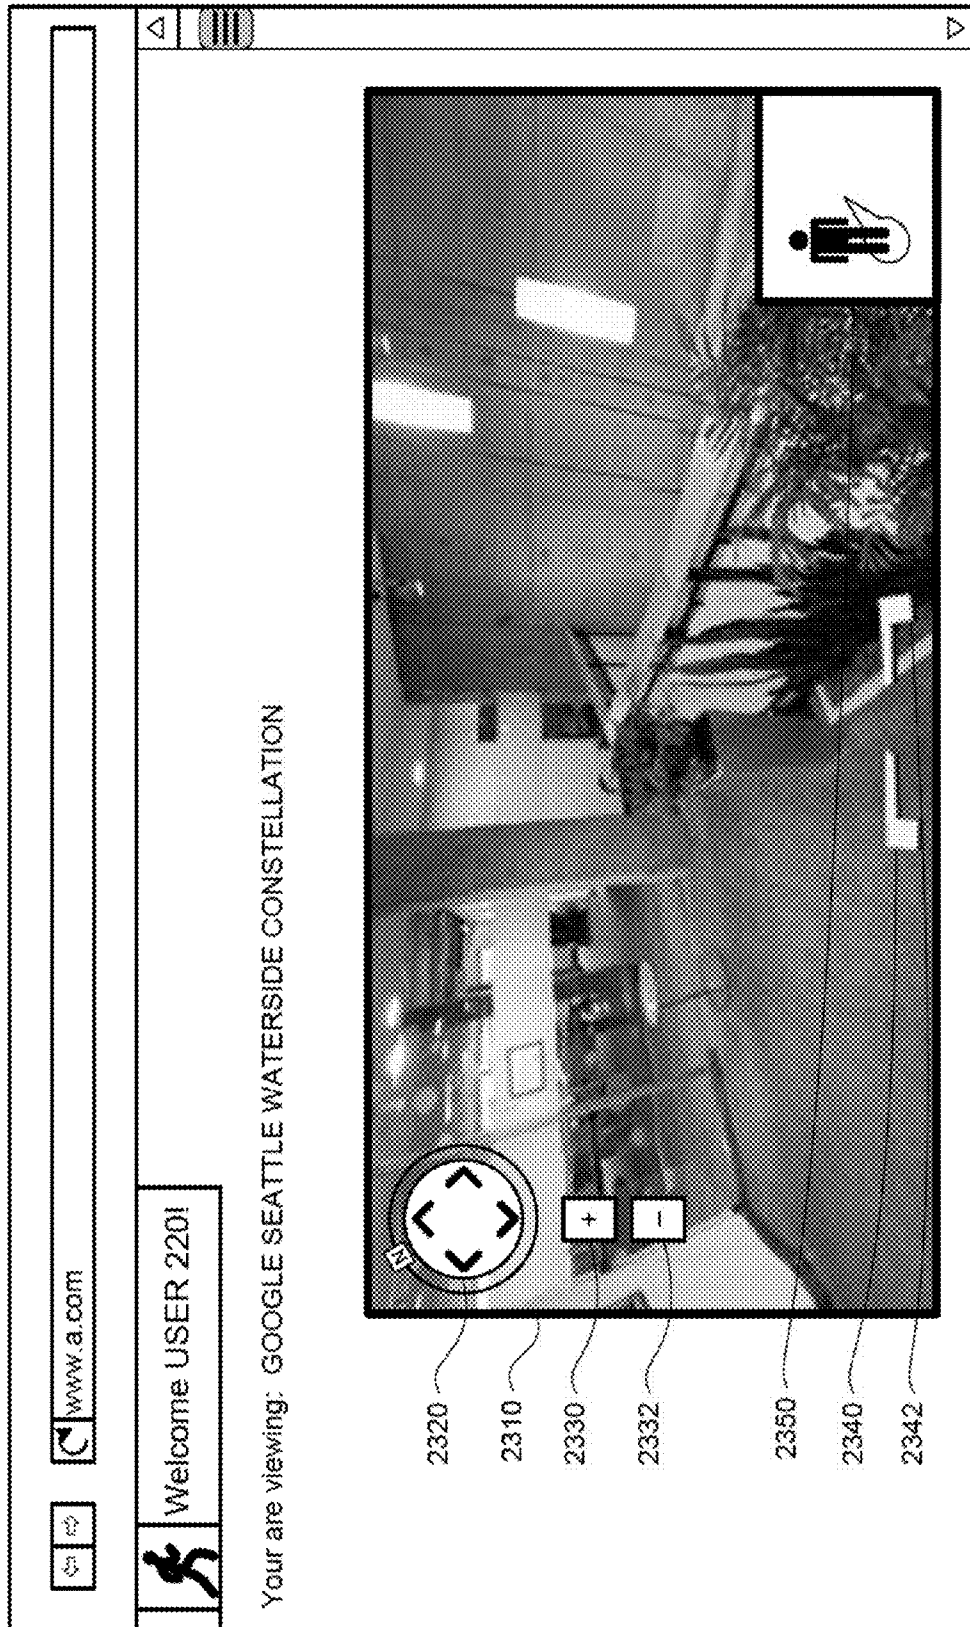 www.a.com
Welcome USER 220!
Your are viewing: GOOGLE SEATTLE WATERSIDE CONSTELLATION
N
+
−
2320
2310
2330
2332
2350
2340
2342